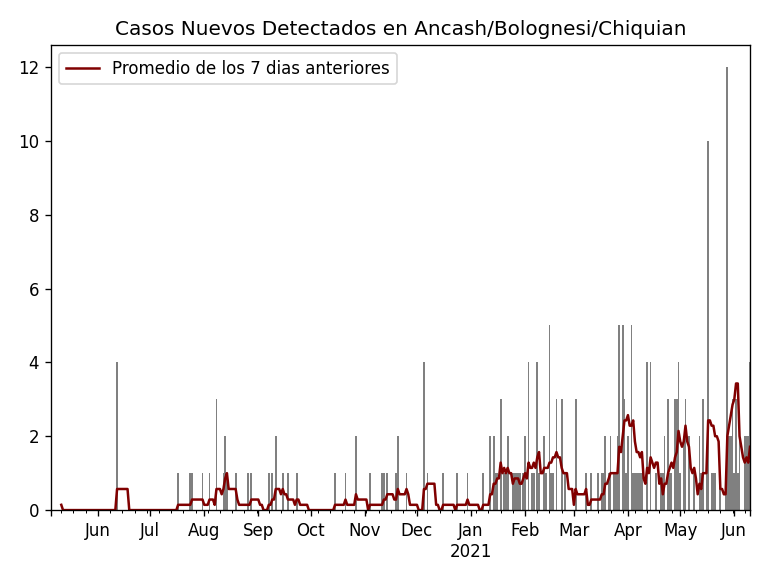 Casos Nuevos Detectados en Ancash/Bolognesi/Chiquian
Promedio de los 7 dias anteriores
12
10
8
6
4
2
0
Jun Jul Aug Sep Oct Nov Dec Jan Feb Mar Apr May Jun
2021